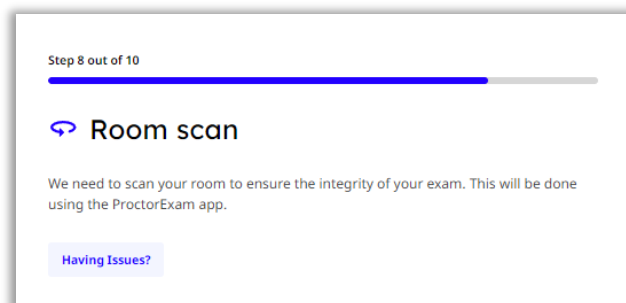 Step 8 out of 10
Room scan
We need to scan your room to ensure the integrity of your exam. This will be done
using the ProctorExam app.
Having Issues?